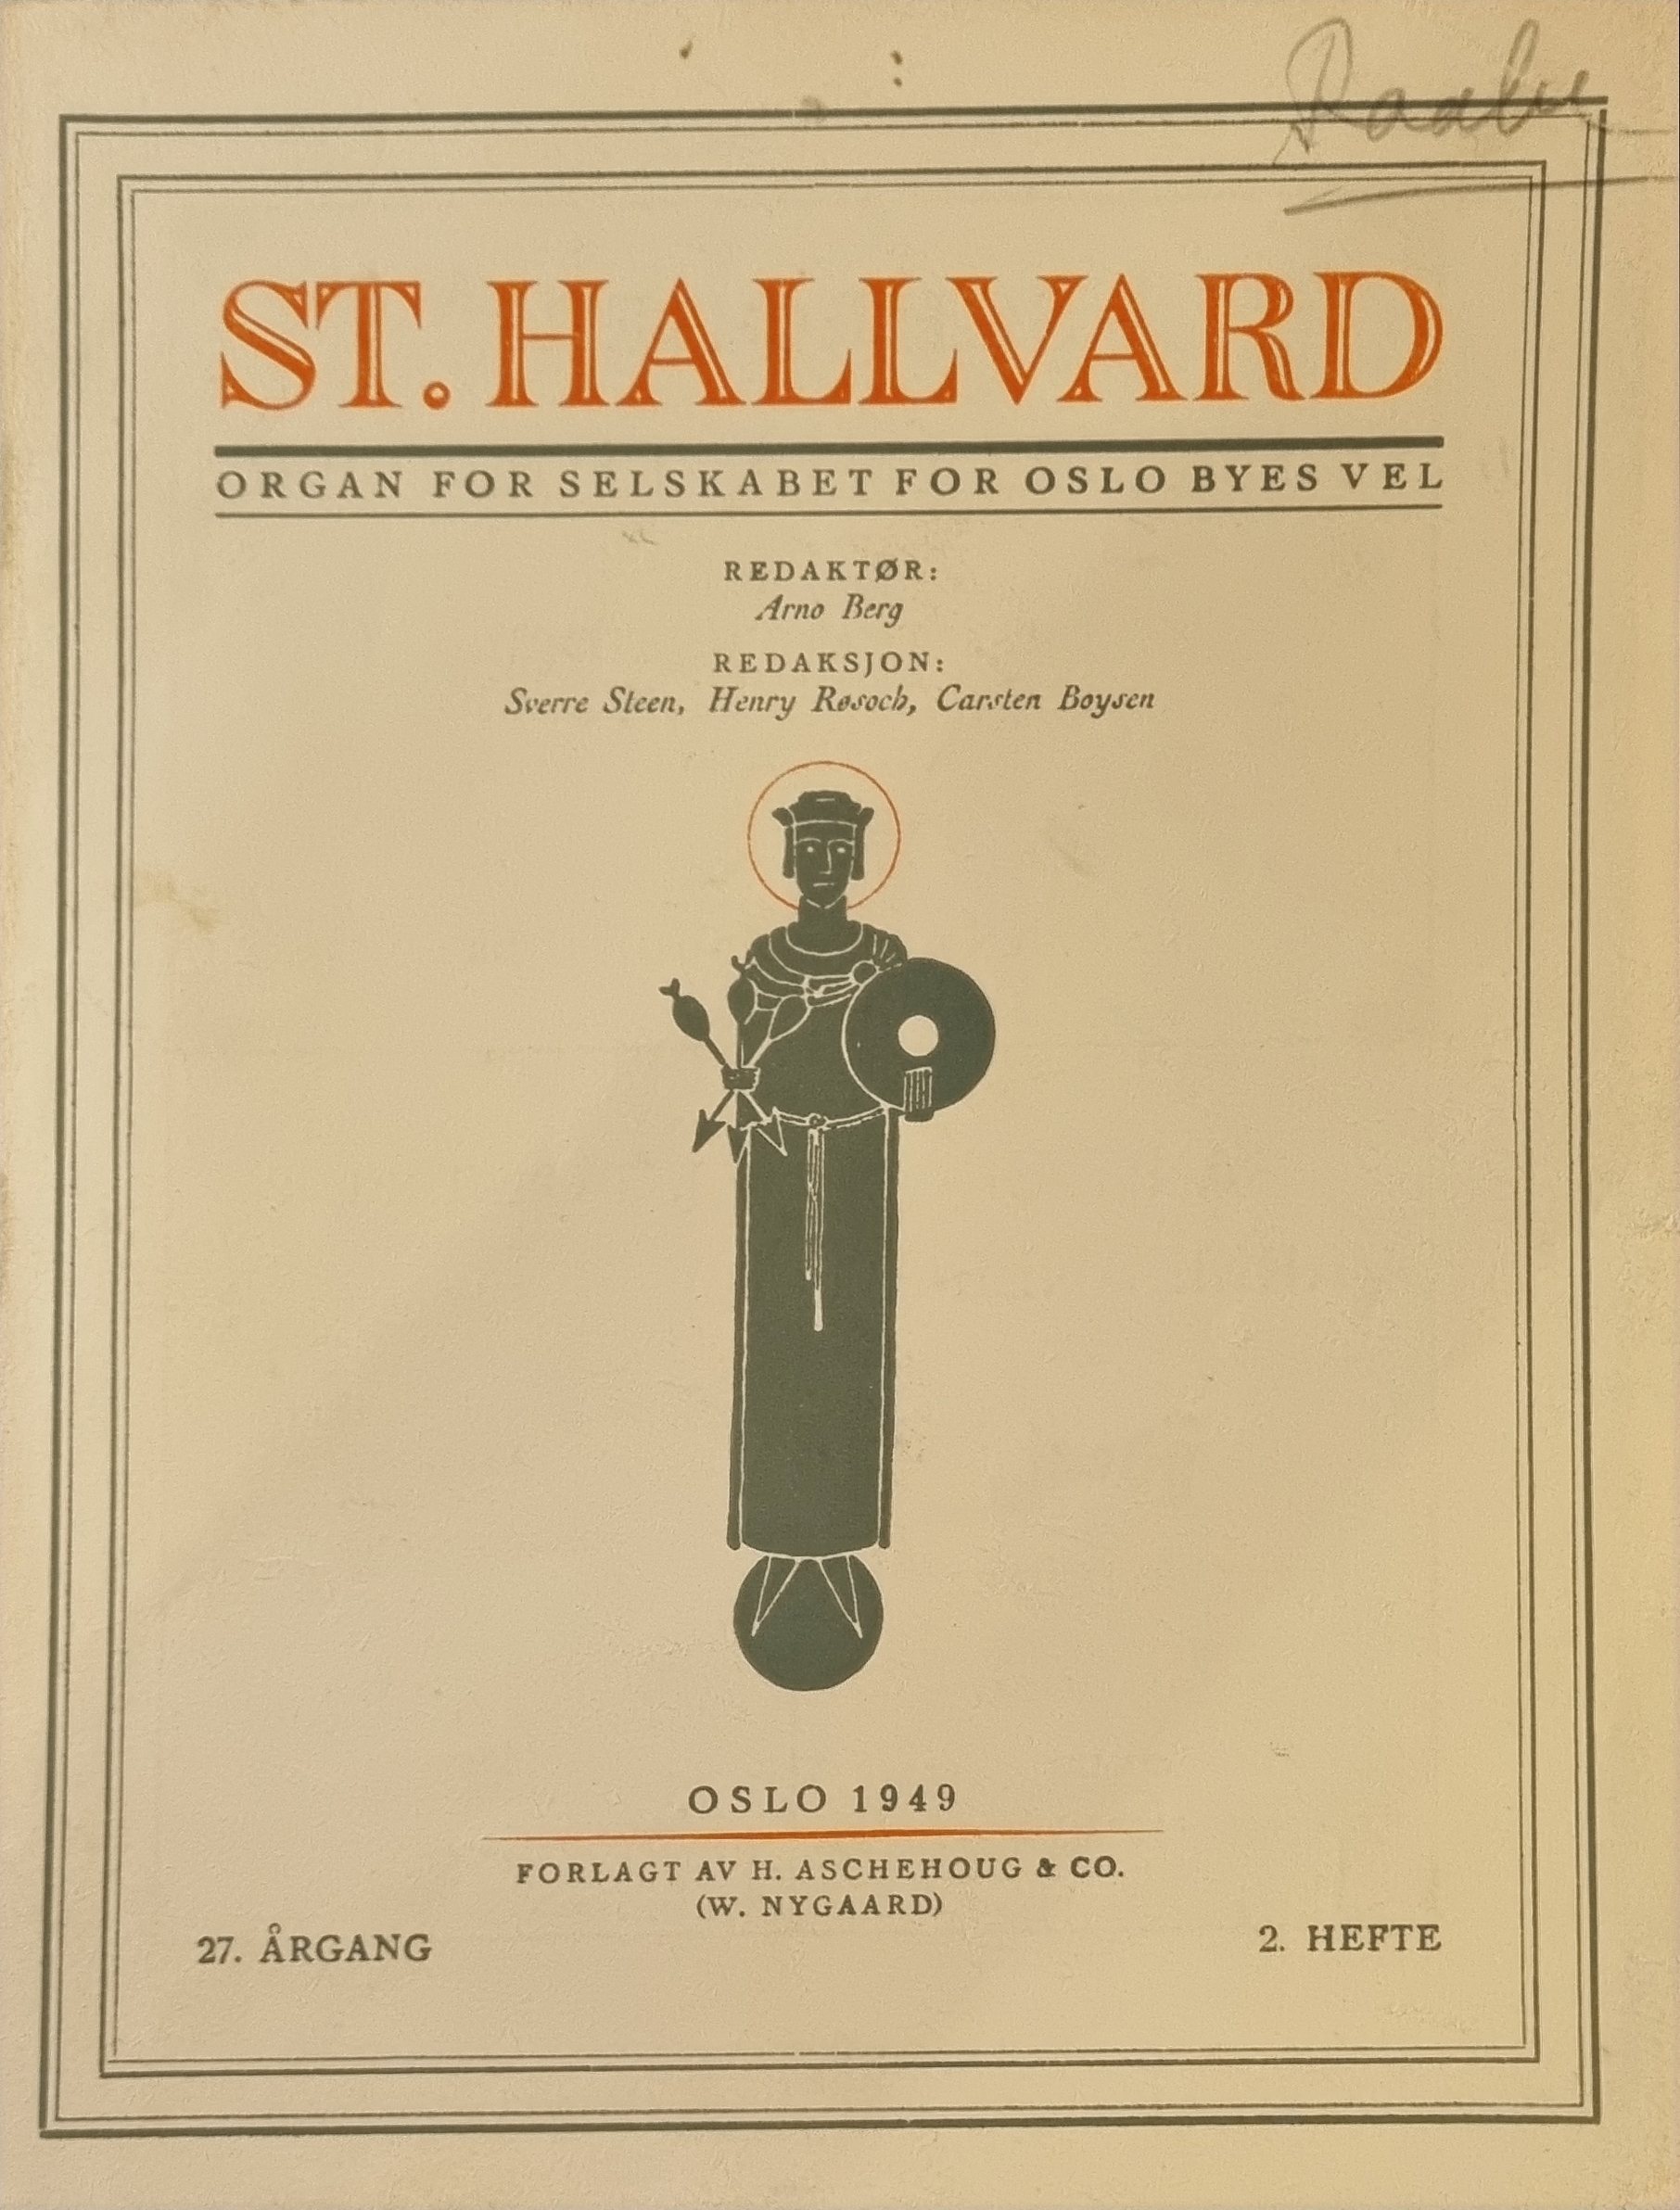 ST. HALLVARD
ORGAN FOR SELSKABET FOR OSLO BYES VEL
REDAKTØR:
Arno Berg
REDAKSJON:
Sverre Steen, Henry Røsoch, Carsten Boysen
OSLO 1949
FORLAGT AV H. ASCHEHOUG & CO.
(W. NYGAARD)
27. ÅRGANG
2. HEFTE